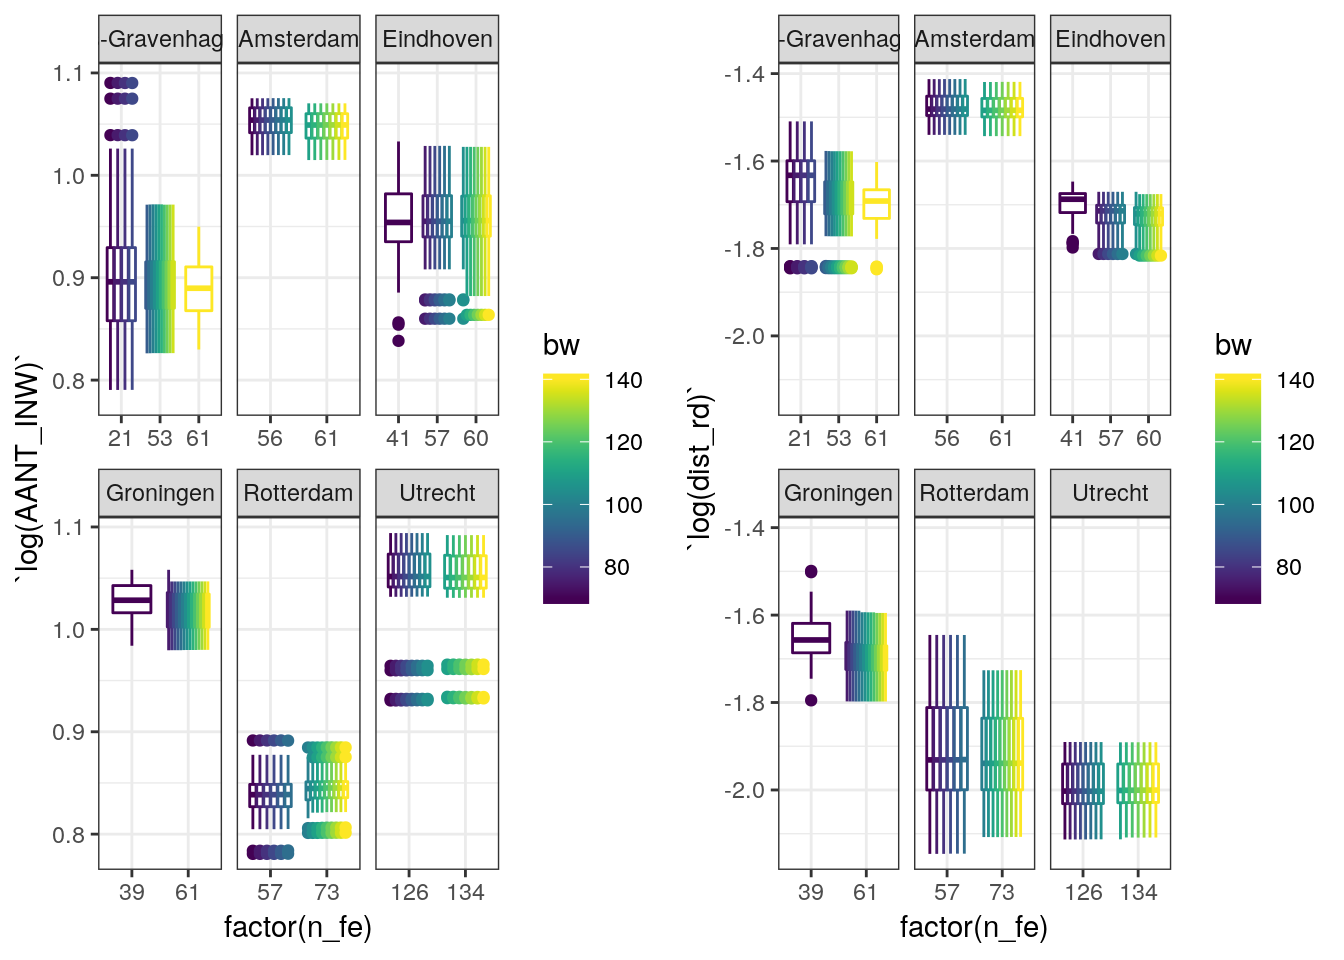 -Gravenhag
Amsterdam
Eindhoven
1.1
1.0
0.9
0.8
21
53
61
56
61
41
57
60
Groningen
Rotterdam
Utrecht
1.1
1.0
0.9
0.8
39
61
57
73
126
134
`log(AANT_INW)`
factor(n_fe)
bw
140
120
100
80
-Gravenhag
Amsterdam
Eindhoven
-1.4
-1.6
-1.8
-2.0
21
53
61
56
61
41
57
60
Groningen
Rotterdam
Utrecht
-1.4
-1.6
-1.8
-2.0
39
61
57
73
126
134
`log(dist_rd)`
factor(n_fe)
bw
140
120
100
80